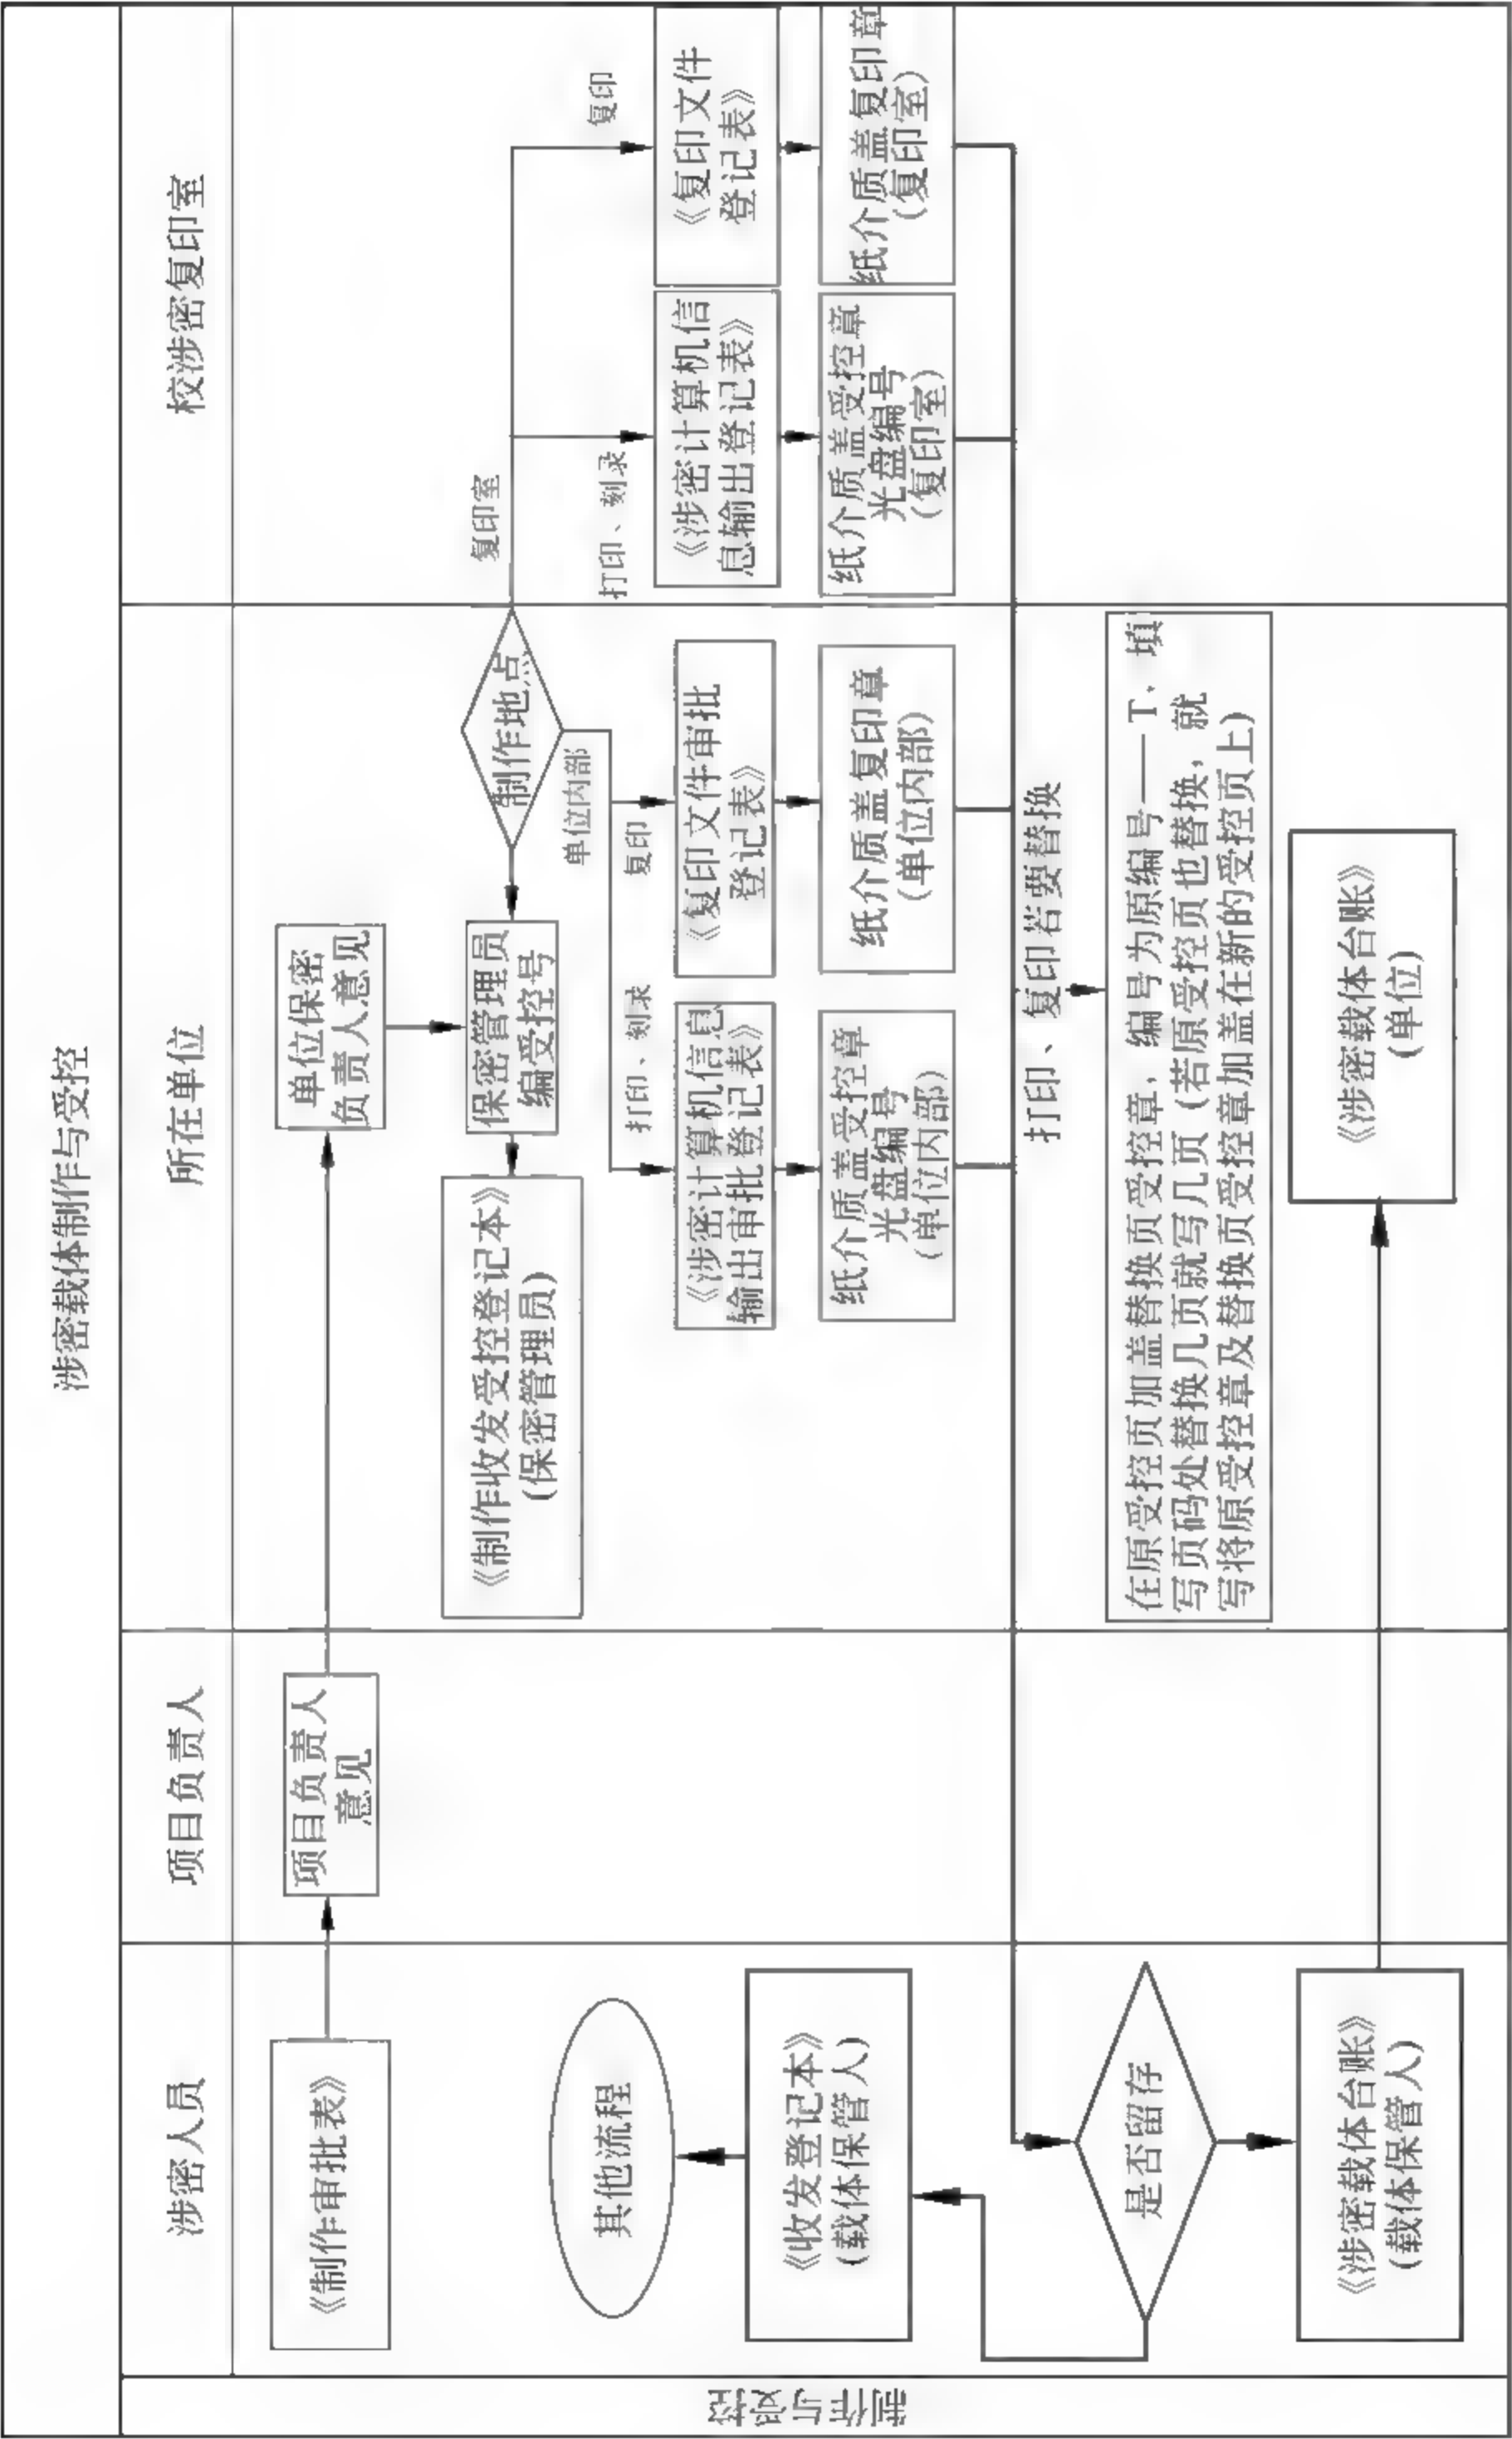 涉密载体制作与受控
涉密人员
项目负责人
所在单位
校涉密复印室
制作与受控
《制作审批表》
项目负责人
意见
单位保密
负责人意见
保密管理员
编受控号
《制作收发受控登记本》
(保密管理员)
制作地点
单位内部
复印室
打印、刻录
复印
打印、刻录
复印
《涉密计算机信息
输出审批登记表》
《复印文件审批
登记表》
《涉密计算机信
息输出登记表》
《复印文件
登记表》
纸介质盖受控章
光盘编号
(单位内部)
纸介质盖复印章
(单位内部)
纸介质盖受控章
光盘编号
(复印室)
纸介质盖复印章
(复印室)
打印、复印若要替换
在原受控页加盖替换页受控章，编号为原编号——T、填
写页码处替换几页就写几页(若原受控页也替换，就
写将原受控章及替换页受控章加盖在新的受控页上)
其他流程
《收发登记本》
(载体保管人)
是否留存
《涉密载体台账》
(载体保管人)
《涉密载体台账》
(单位)